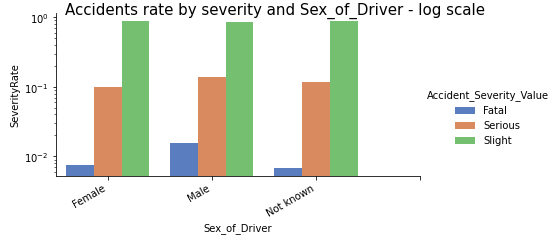 Accidents rate by severity and Sex_of_Driver - log scale
10⁰
10⁻¹
10⁻²
SeverityRate
Female
Male
Not known
Sex_of_Driver
Accident_Severity_Value
Fatal
Serious
Slight